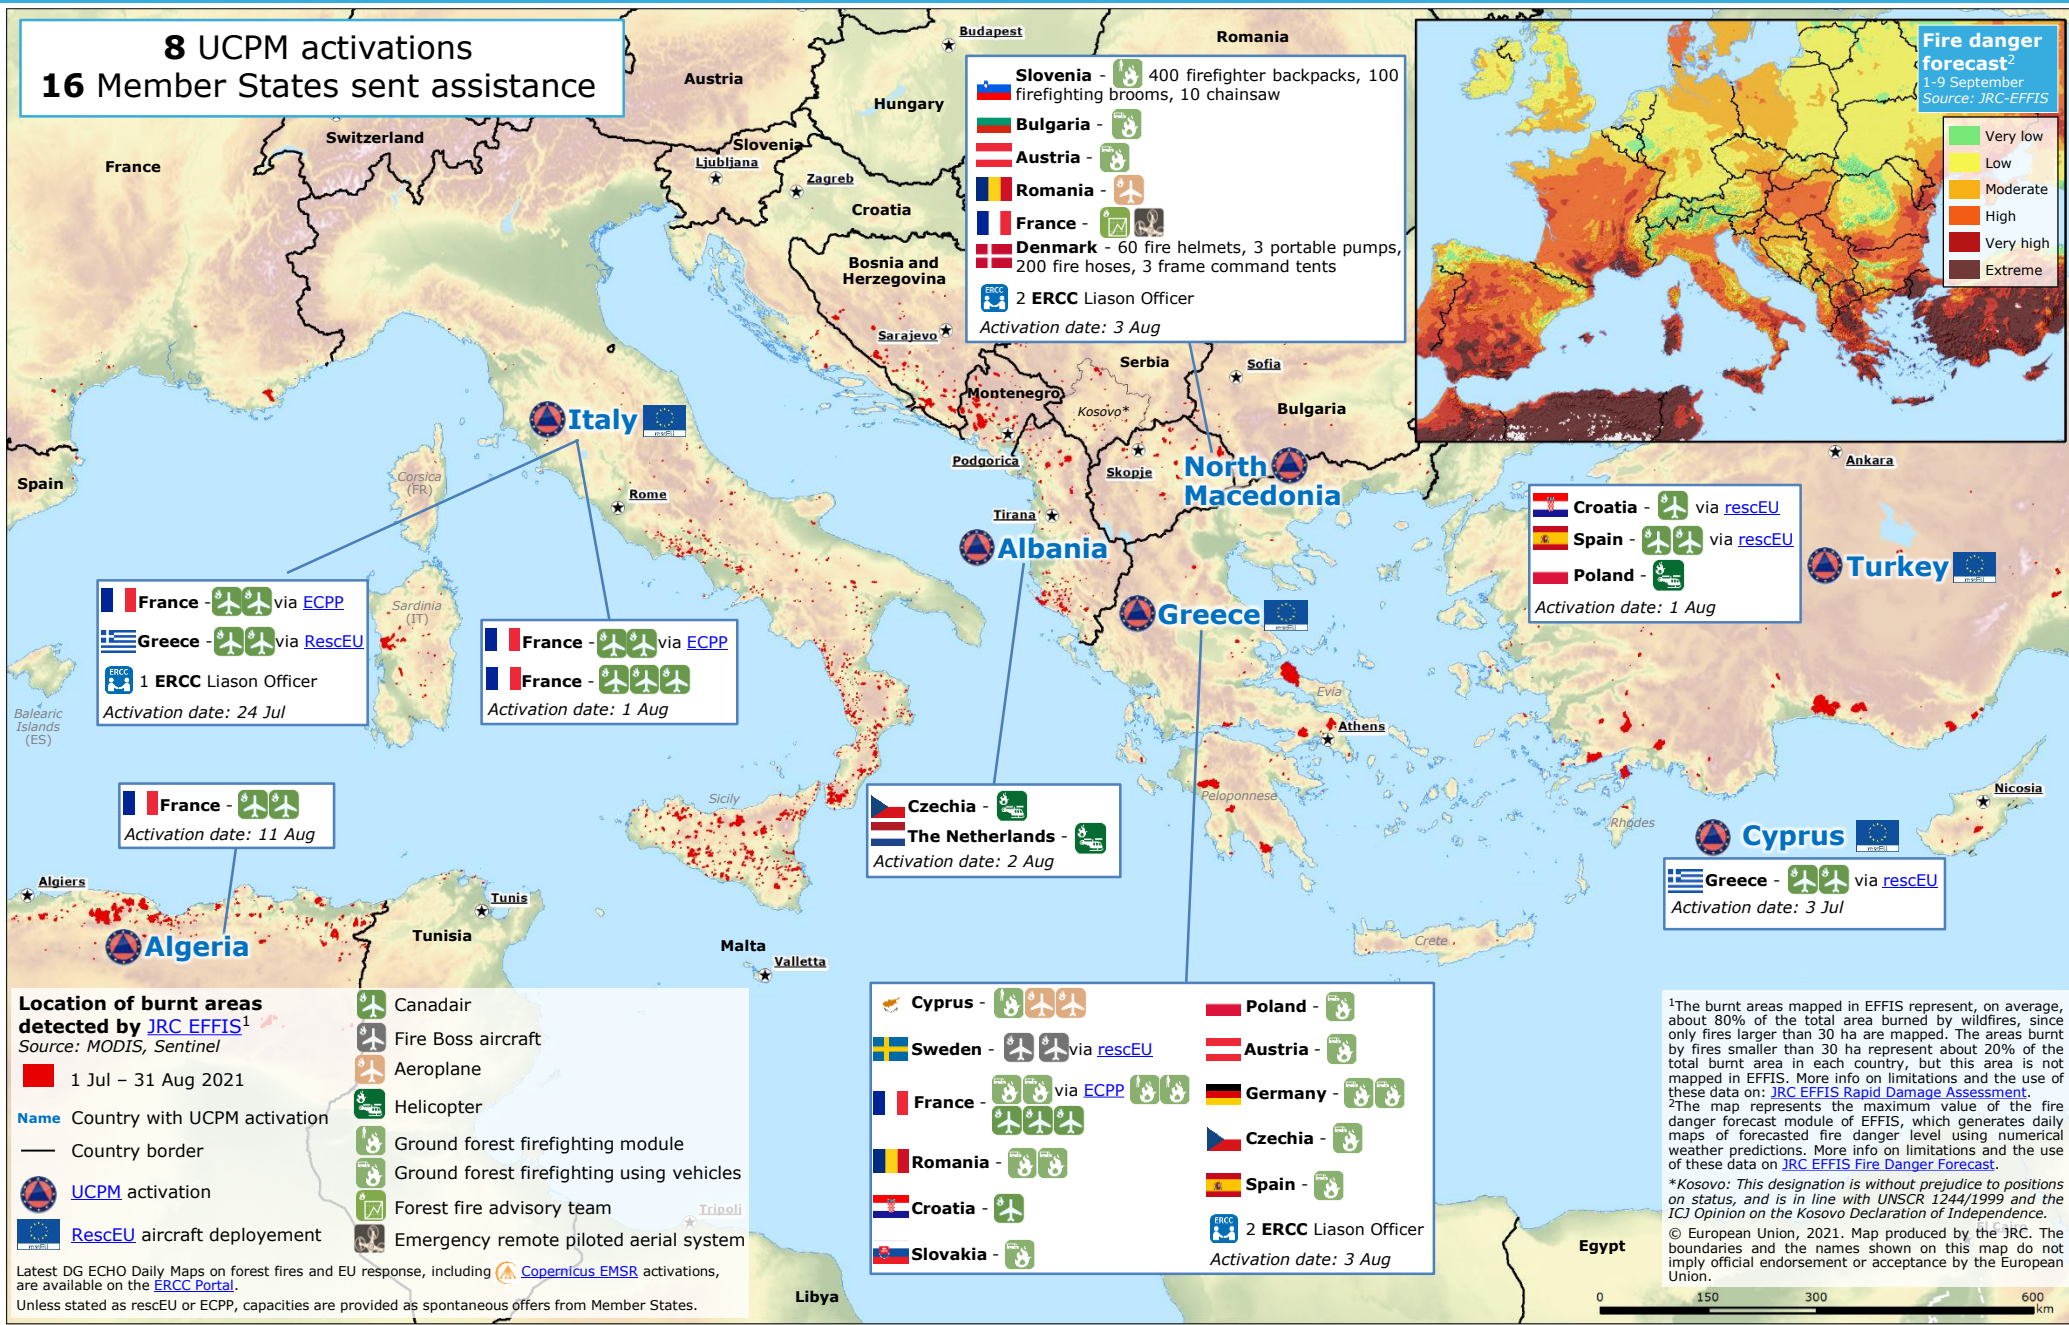 8 UCPM activations
16 Member States sent assistance
Budapest
Romania
Austria
Hungary
Switzerland
France
Slovenia
Ljubljana
Zagreb
Croatia
Bosnia and
Herzegovina
Sarajevo
Serbia
Sofia
Montenegro
Kosovo*
Bulgaria
Podgorica
Skopje
Tirana
Spain
Corsica
(FR)
Rome
Ankara
Slovenia - 400 firefighter backpacks, 100
firefighting brooms, 10 chainsaw
Bulgaria -
Austria -
Romania -
France -
Denmark - 60 fire helmets, 3 portable pumps,
200 fire hoses, 3 frame command tents
ERCC
2 ERCC Liason Officer
Activation date: 3 Aug
Fire danger
forecast2
1-9 September
Source: JRC-EFFIS
Very low
Low
Moderate
High
Very high
Extreme
Italy
rescEU
North
Macedonia
Albania
Greece
rescEU
Turkey
rescEU
Croatia - via rescEU
Spain - via rescEU
Poland -
Activation date: 1 Aug
France - via ECPP
Greece - via RescEU
ERCC
1 ERCC Liason Officer
Activation date: 24 Jul
France - via ECPP
France -
Activation date: 1 Aug
Sardinia
(IT)
Balearic
Islands
(ES)
Evia
Athens
Peloponnese
Rhodes
Nicosia
Sicily
Crete
France -
Activation date: 11 Aug
Czechia -
The Netherlands -
Activation date: 2 Aug
Cyprus
rescEU
Greece - via rescEU
Activation date: 3 Jul
Algiers
Tunis
Algeria
Tunisia
Malta
Valletta
Tripoli
Libya
Egypt
El Cairo
Location of burnt areas
detected by JRC EFFIS1
Source: MODIS, Sentinel
1 Jul – 31 Aug 2021
Name Country with UCPM activation
Country border
UCPM activation
rescEU
RescEU aircraft deployement
Canadair
Fire Boss aircraft
Aeroplane
Helicopter
Ground forest firefighting module
Ground forest firefighting using vehicles
Forest fire advisory team
Emergency remote piloted aerial system
Latest DG ECHO Daily Maps on forest fires and EU response, including Copernicus EMSR activations,
are available on the ERCC Portal.
Unless stated as rescEU or ECPP, capacities are provided as spontaneous offers from Member States.
Cyprus -
Sweden - via rescEU
France - via ECPP
Romania -
Croatia -
Slovakia -
Poland -
Austria -
Germany -
Czechia -
Spain -
ERCC
2 ERCC Liason Officer
Activation date: 3 Aug
1The burnt areas mapped in EFFIS represent, on average,
about 80% of the total area burned by wildfires, since
only fires larger than 30 ha are mapped. The areas burnt
by fires smaller than 30 ha represent about 20% of the
total burnt area in each country, but this area is not
mapped in EFFIS. More info on limitations and the use of
these data on: JRC EFFIS Rapid Damage Assessment.
2The map represents the maximum value of the fire
danger forecast module of EFFIS, which generates daily
maps of forecasted fire danger level using numerical
weather predictions. More info on limitations and the use
of these data on JRC EFFIS Fire Danger Forecast.
*Kosovo: This designation is without prejudice to positions
on status, and is in line with UNSCR 1244/1999 and the
ICJ Opinion on the Kosovo Declaration of Independence.
© European Union, 2021. Map produced by the JRC. The
boundaries and the names shown on this map do not
imply official endorsement or acceptance by the European
Union.
0 150 300 600
km